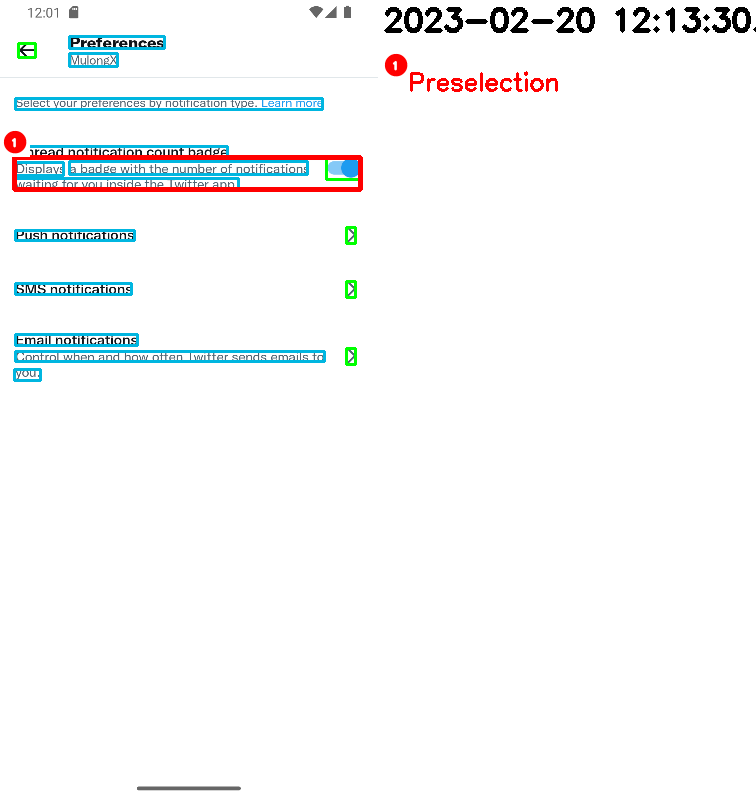 12:01
Preferences
MulongX
Select your preferences by notification type. Learn more
1
nread notification count badge
Displays a badge with the number of notifications
waiting for you inside the Twitter app.
Push notifications
SMS notifications
Email notifications
Control when and how often Twitter sends emails to
you.
2023-02-20 12:13:30.
1
Preselection